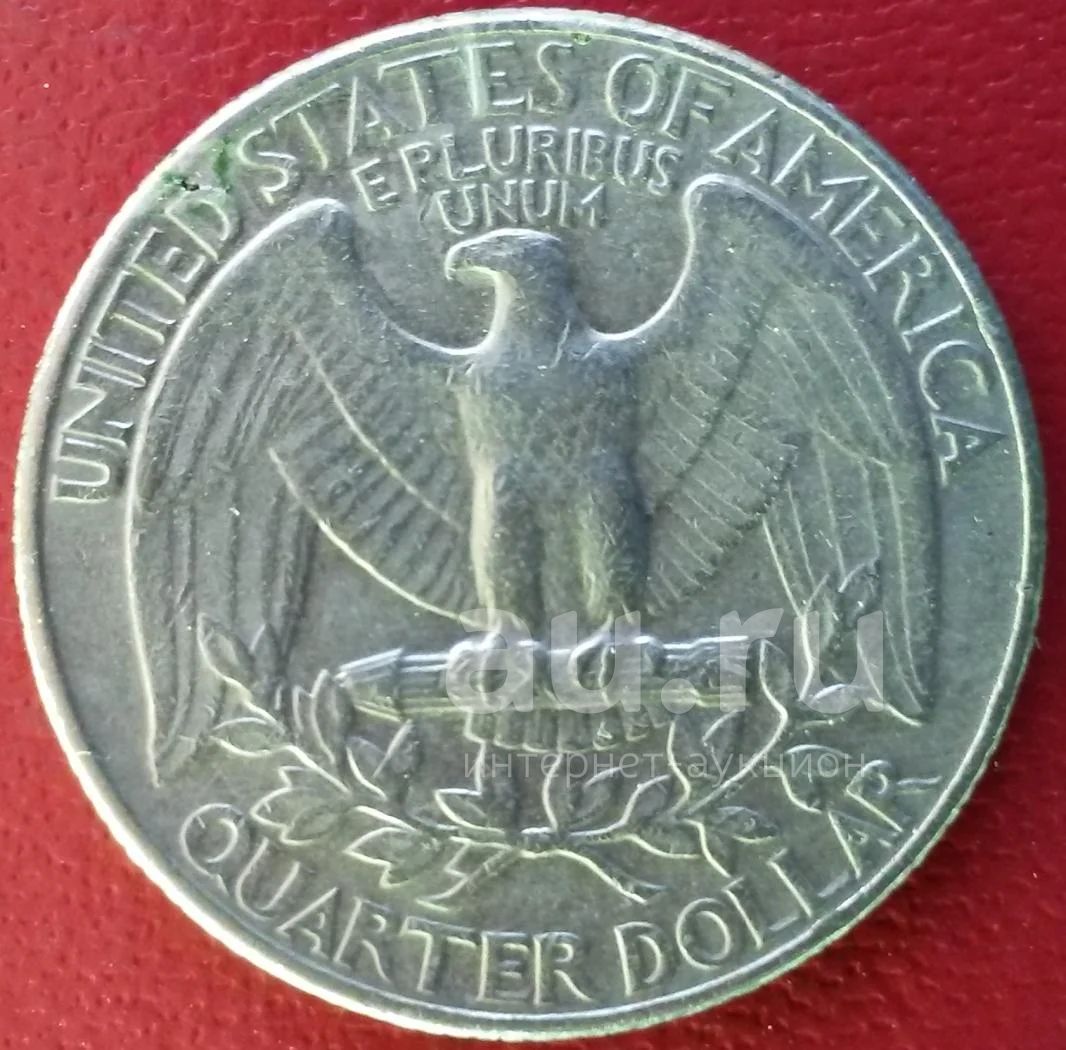 UNITED STATES OF AMERICA
E PLURIBUS
UNUM
au.ru
интернет-аукцион
QUARTER DOLLAR